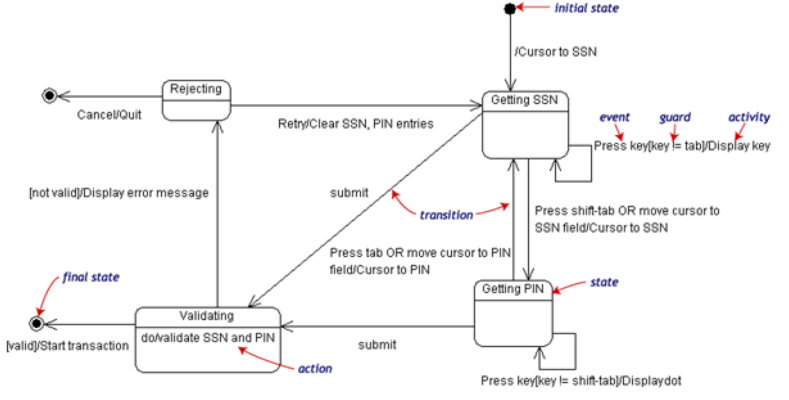 initial state
/Cursor to SSN
Rejecting
Getting SSN
Cancel/Quit
Retry/Clear SSN, PIN entries
event
guard
activity
Press key[key != tab]/Display key
[not valid]/Display error message
submit
transition
Press shift-tab OR move cursor to
SSN field/Cursor to SSN
Press tab OR move cursor to PIN
field/Cursor to PIN
final state
Getting PIN
state
Validating
do/validate SSN and PIN
[valid]/Start transaction
submit
action
Press key[key != shift-tab]/Displaydot